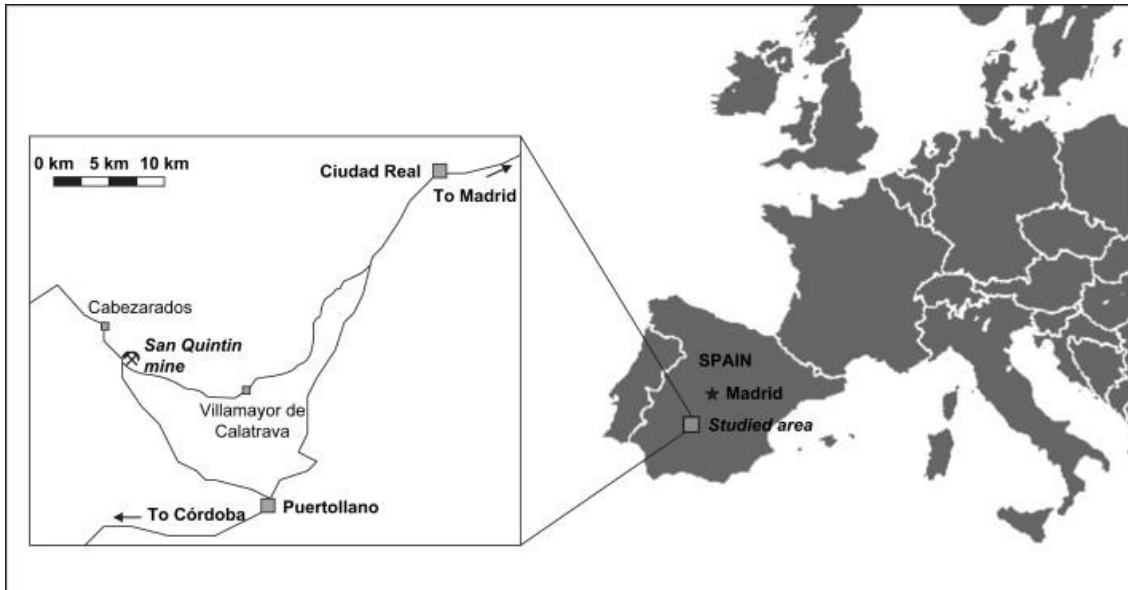 0 km 5 km 10 km
Ciudad Real
To Madrid
Cabezarados
San Quintin
mine
Villamayor de
Calatrava
To Córdoba
Puertollano
SPAIN
Madrid
Studied area